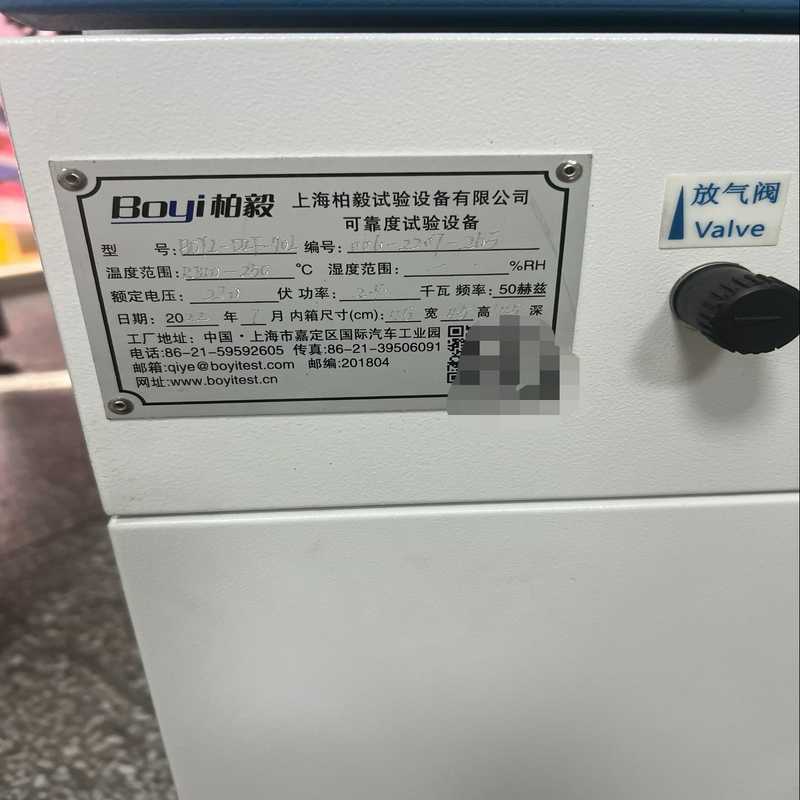 Boyi柏毅 上海柏毅试验设备有限公司
可靠度试验设备
型 号: 编号:
温度范围: -250 ℃ 湿度范围: %RH
额定电压: 伏 功率: 千瓦 频率: 50赫兹
日期: 20 年 月 内箱尺寸(cm): 宽 高 深
工厂地址: 中国·上海市嘉定区国际汽车工业园
电话:86-21-59592605 传真:86-21-39506091
邮箱:qiye@boyitest.com 邮编:201804
网址:www.boyitest.cn
放气阀
Valve